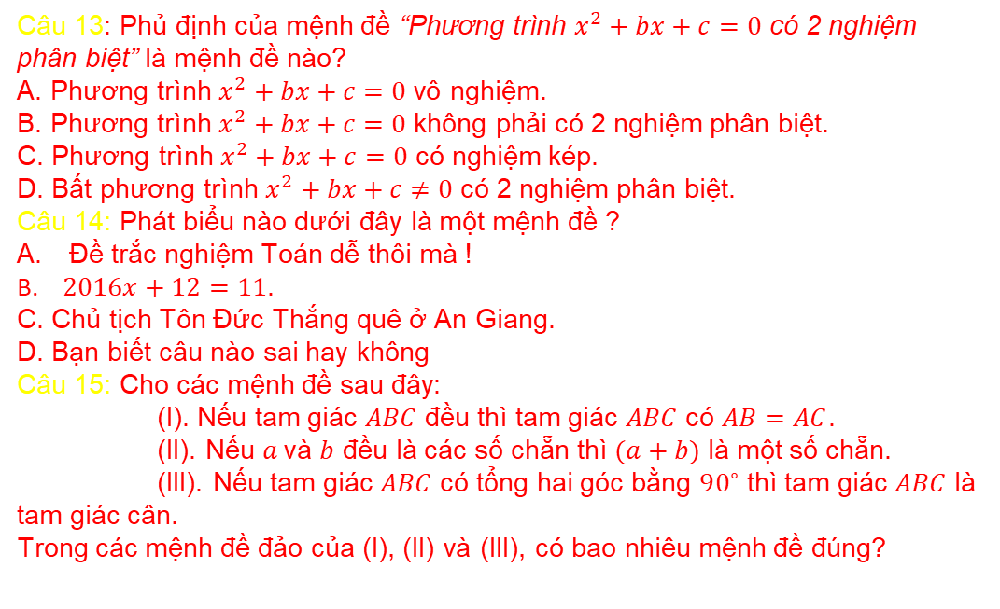 Câu 13: Phủ định của mệnh đề “Phương trình x² + bx + c = 0 có 2 nghiệm
phân biệt” là mệnh đề nào?
A. Phương trình x² + bx + c = 0 vô nghiệm.
B. Phương trình x² + bx + c = 0 không phải có 2 nghiệm phân biệt.
C. Phương trình x² + bx + c = 0 có nghiệm kép.
D. Bất phương trình x² + bx + c ≠ 0 có 2 nghiệm phân biệt.
Câu 14: Phát biểu nào dưới đây là một mệnh đề ?
A. Đề trắc nghiệm Toán dễ thôi mà !
B. 2016x + 12 = 11.
C. Chủ tịch Tôn Đức Thắng quê ở An Giang.
D. Bạn biết câu nào sai hay không
Câu 15: Cho các mệnh đề sau đây:
(I). Nếu tam giác ABC đều thì tam giác ABC có AB = AC.
(II). Nếu a và b đều là các số chẵn thì (a + b) là một số chẵn.
(III). Nếu tam giác ABC có tổng hai góc bằng 90° thì tam giác ABC là
tam giác cân.
Trong các mệnh đề đảo của (I), (II) và (III), có bao nhiêu mệnh đề đúng?